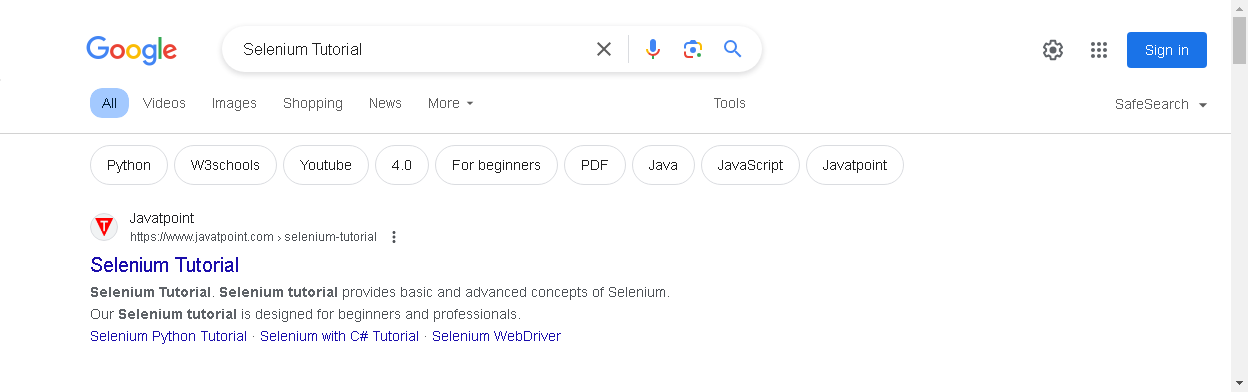 Google Selenium Tutorial Sign in
All Videos Images Shopping News More Tools SafeSearch
Python W3schools Youtube 4.0 For beginners PDF Java JavaScript Javatpoint
T
Javatpoint
https://www.javatpoint.com › selenium-tutorial
Selenium Tutorial
Selenium Tutorial. Selenium tutorial provides basic and advanced concepts of Selenium.
Our Selenium tutorial is designed for beginners and professionals.
Selenium Python Tutorial · Selenium with C# Tutorial · Selenium WebDriver